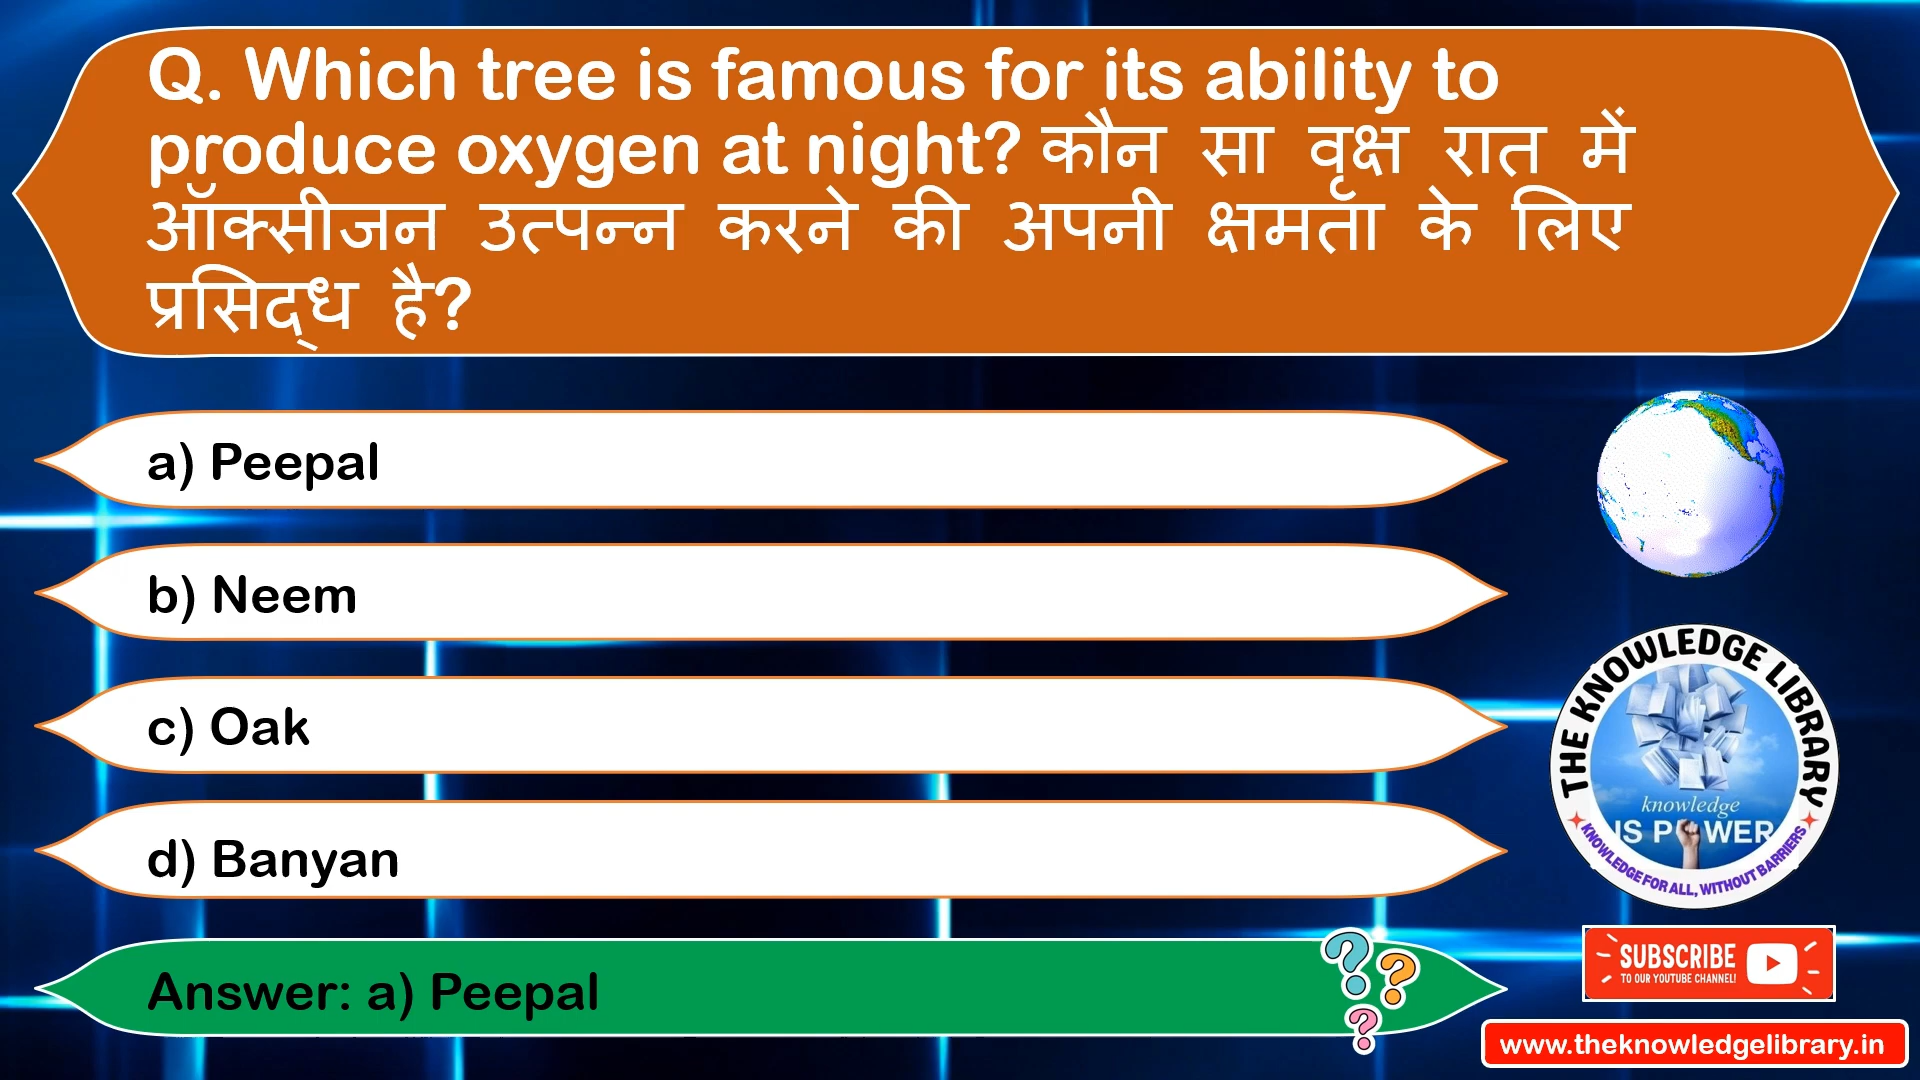 Q. Which tree is famous for its ability to
produce oxygen at night? कौन सा वृक्ष रात में
ऑक्सीजन उत्पन्न करने की अपनी क्षमता के लिए
प्रसिद्ध है?
a) Peepal
b) Neem
c) Oak
d) Banyan
Answer: a) Peepal
THE KNOWLEDGE LIBRARY
knowledge
IS POWER
KNOWLEDGE FOR ALL, WITHOUT BARRIERS
SUBSCRIBE
TO OUR YOUTUBE CHANNEL!
www.theknowledgelibrary.in